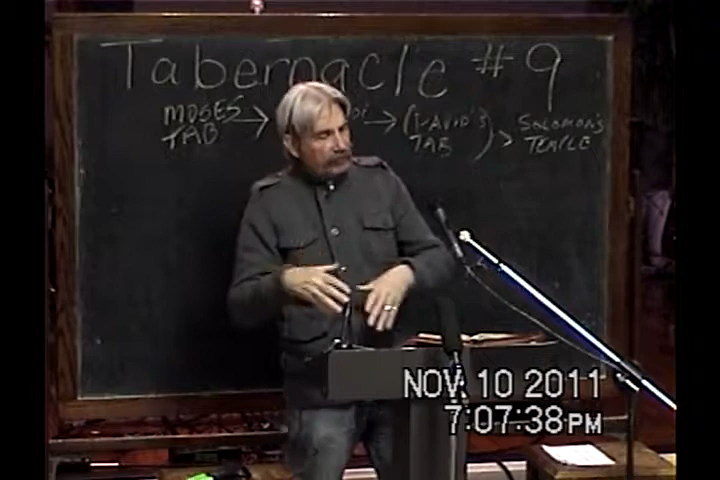 Tabernacle #9
MOSES → → (DAVID'S > SOLOMON'S
TAB TAB) TEMPLE
NOV. 10 2011
7:07:38PM